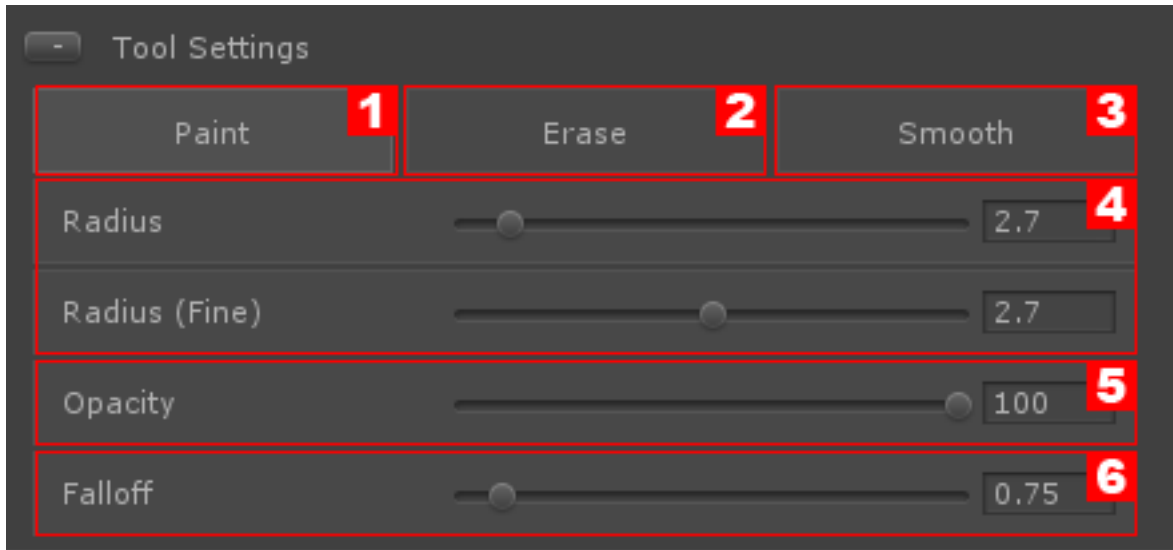 - Tool Settings
Paint 1 Erase 2 Smooth 3
Radius 2.7 4
Radius (Fine) 2.7
Opacity 100 5
Falloff 0.75 6